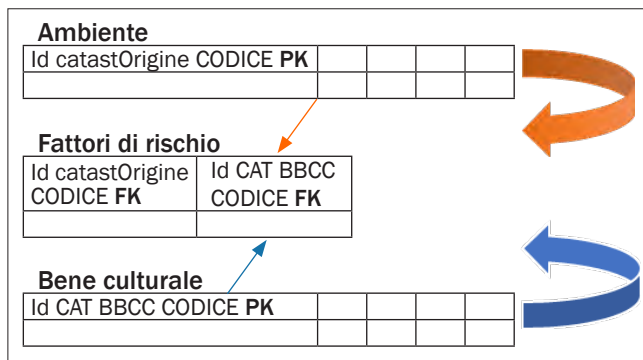 Ambiente
Id catastOrigine CODICE PK
Fattori di rischio
Id catastOrigine
CODICE FK
Id CAT BBCC
CODICE FK
Bene culturale
Id CAT BBCC CODICE PK